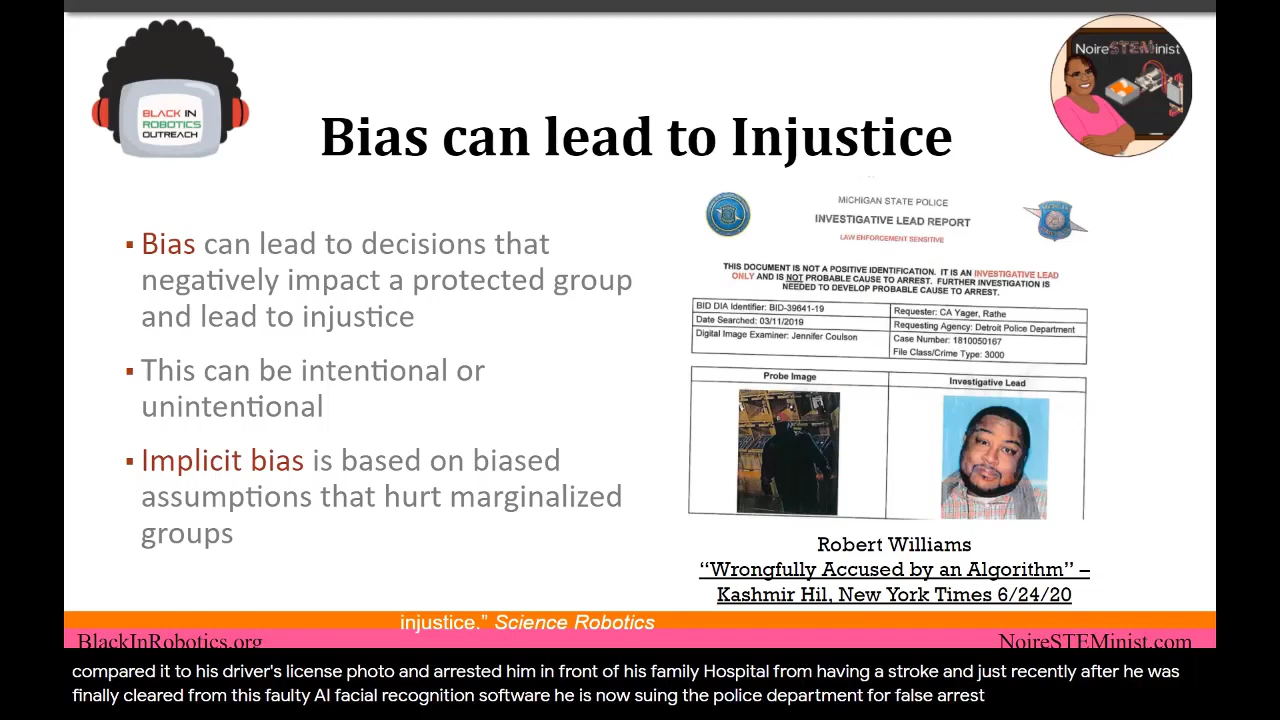 BLACK IN
ROBOTICS
OUTREACH
NoireSTEMinist
Bias can lead to Injustice
▪ Bias can lead to decisions that
negatively impact a protected group
and lead to injustice
▪ This can be intentional or
unintentional
▪ Implicit bias is based on biased
assumptions that hurt marginalized
groups
MICHIGAN STATE POLICE
INVESTIGATIVE LEAD REPORT
LAW ENFORCEMENT SENSITIVE
THIS DOCUMENT IS NOT A POSITIVE IDENTIFICATION. IT IS AN INVESTIGATIVE LEAD
ONLY AND IS NOT PROBABLE CAUSE TO ARREST. FURTHER INVESTIGATION IS
NEEDED TO DEVELOP PROBABLE CAUSE TO ARREST.
BID DIA Identifier: BID-39641-19
Requester: CA Yager, Rathe
Date Searched: 03/11/2019
Requesting Agency: Detroit Police Department
Digital Image Examiner: Jennifer Coulson
Case Number: 1810050167
File Class/Crime Type: 3000
Probe Image
Investigative Lead
Robert Williams
“Wrongfully Accused by an Algorithm” –
Kashmir Hil, New York Times 6/24/20
injustice.” Science Robotics
BlackInRobotics.org
NoireSTEMinist.com
compared it to his driver's license photo and arrested him in front of his family Hospital from having a stroke and just recently after he was
finally cleared from this faulty AI facial recognition software he is now suing the police department for false arrest